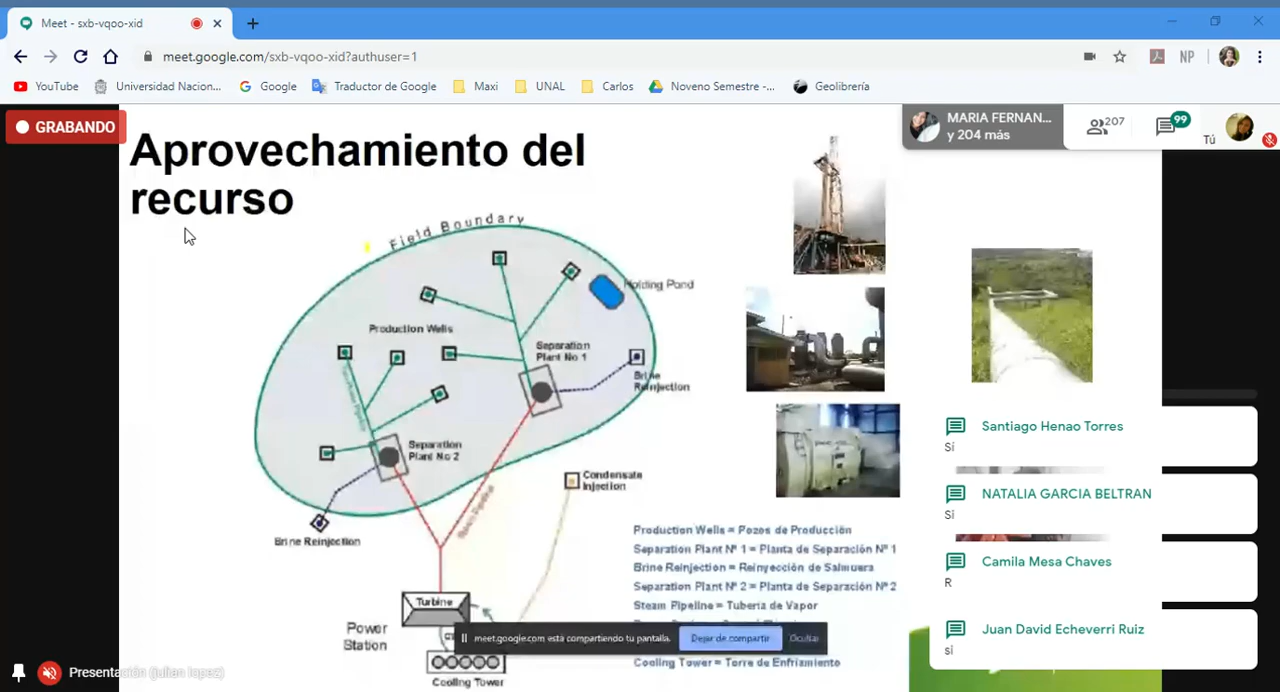 Meet - sxb-vqoo-xid
meet.google.com/sxb-vqoo-xid?authuser=1
NP
YouTube
Universidad Nacion...
Google
Traductor de Google
Maxi
UNAL
Carlos
Noveno Semestre -...
Geolibrería
GRABANDO
MARIA FERNAN...
y 204 más
207
99
Tú
Aprovechamiento del
recurso
Field Boundary
Holding Pond
Production Wells
Separation
Plant No 1
Brine
Reinjection
Separation
Plant No 2
Condensate
Injection
Brine Reinjection
Turbine
Power
Station
Cooling Tower
Production Wells = Pozos de Producción
Separation Plant Nº 1 = Planta de Separación Nº 1
Brine Reinjection = Reinyección de Salmuera
Separation Plant Nº 2 = Planta de Separación Nº 2
Steam Pipeline = Tubería de Vapor
Cooling Tower = Torre de Enfriamiento
meet.google.com está compartiendo tu pantalla.
Dejar de compartir
Ocultar
Santiago Henao Torres
Sí
NATALIA GARCIA BELTRAN
Si
Camila Mesa Chaves
R
Juan David Echeverri Ruiz
si
Presentación (julian lopez)